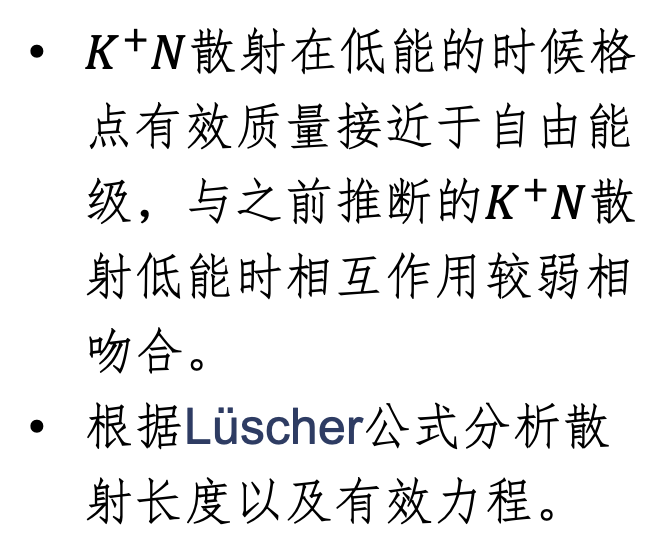 • K⁺N散射在低能的时候格
点有效质量接近于自由能
级，与之前推断的K⁺N散
射低能时相互作用较弱相
吻合。
• 根据Lüscher公式分析散
射长度以及有效力程。